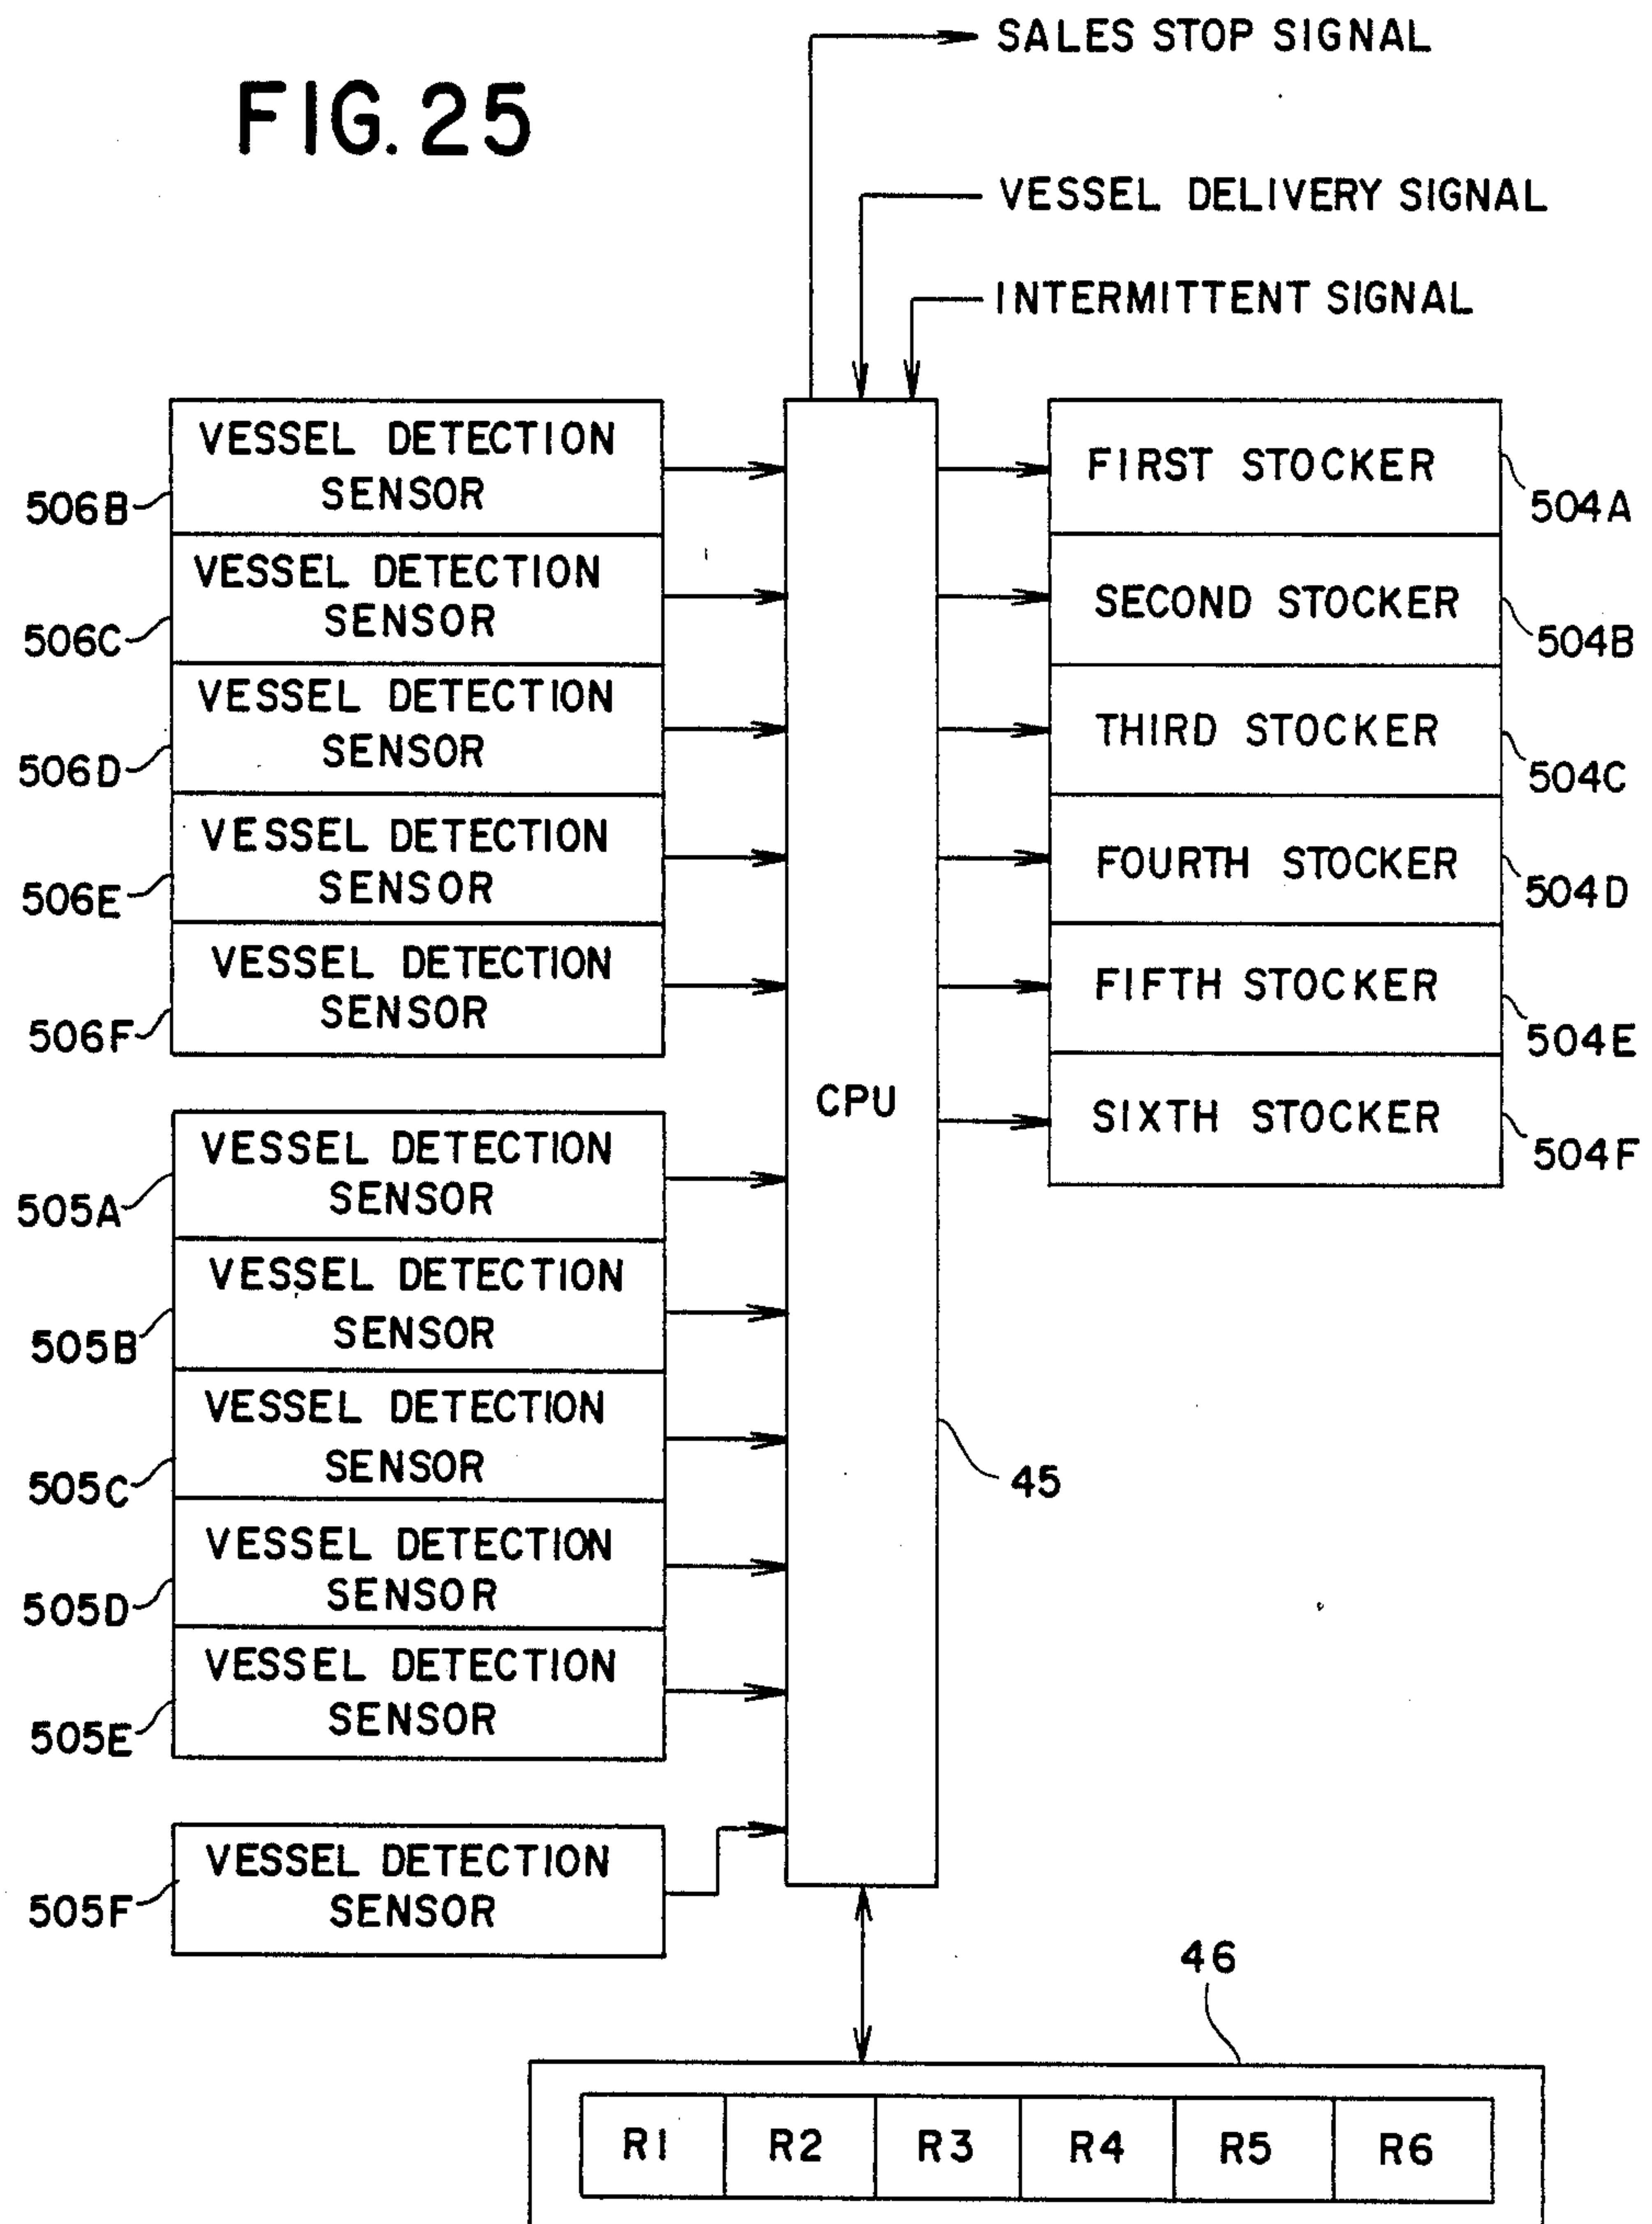 FIG. 25
SALES STOP SIGNAL
VESSEL DELIVERY SIGNAL
INTERMITTENT SIGNAL
VESSEL DETECTION
SENSOR
506B
VESSEL DETECTION
SENSOR
506C
VESSEL DETECTION
SENSOR
506D
VESSEL DETECTION
SENSOR
506E
VESSEL DETECTION
SENSOR
506F
VESSEL DETECTION
SENSOR
505A
VESSEL DETECTION
SENSOR
505B
VESSEL DETECTION
SENSOR
505C
VESSEL DETECTION
SENSOR
505D
VESSEL DETECTION
SENSOR
505E
VESSEL DETECTION
SENSOR
505F
CPU
45
FIRST STOCKER
504A
SECOND STOCKER
504B
THIRD STOCKER
504C
FOURTH STOCKER
504D
FIFTH STOCKER
504E
SIXTH STOCKER
504F
46
R1 R2 R3 R4 R5 R6